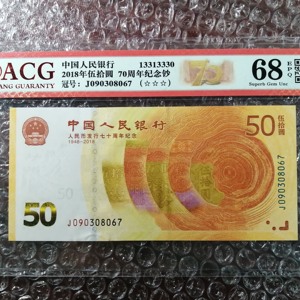 ACG
ANG GUARANTY
中国人民银行 13313330
2018年伍拾圆 70周年纪念钞
冠号: J090308067 (☆☆☆)
70
68 EPQ
Superb Gem Unc
中国人民银行
人民币发行七十周年纪念
1948-2018
50
伍拾圆
50
J090308067
J090308067